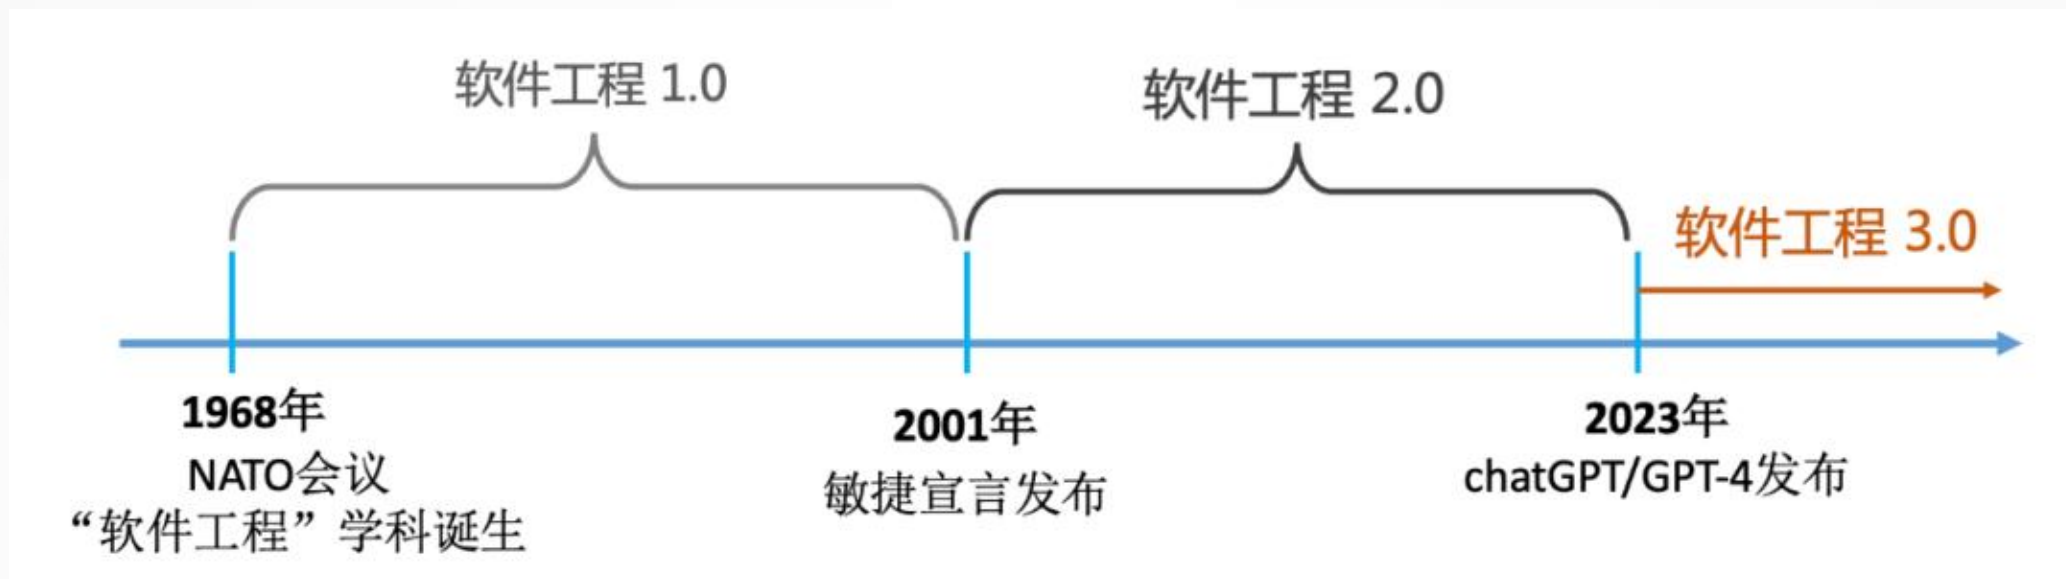 软件工程 1.0
软件工程 2.0
软件工程 3.0
1968年
NATO会议
“软件工程”学科诞生
2001年
敏捷宣言发布
2023年
chatGPT/GPT-4发布